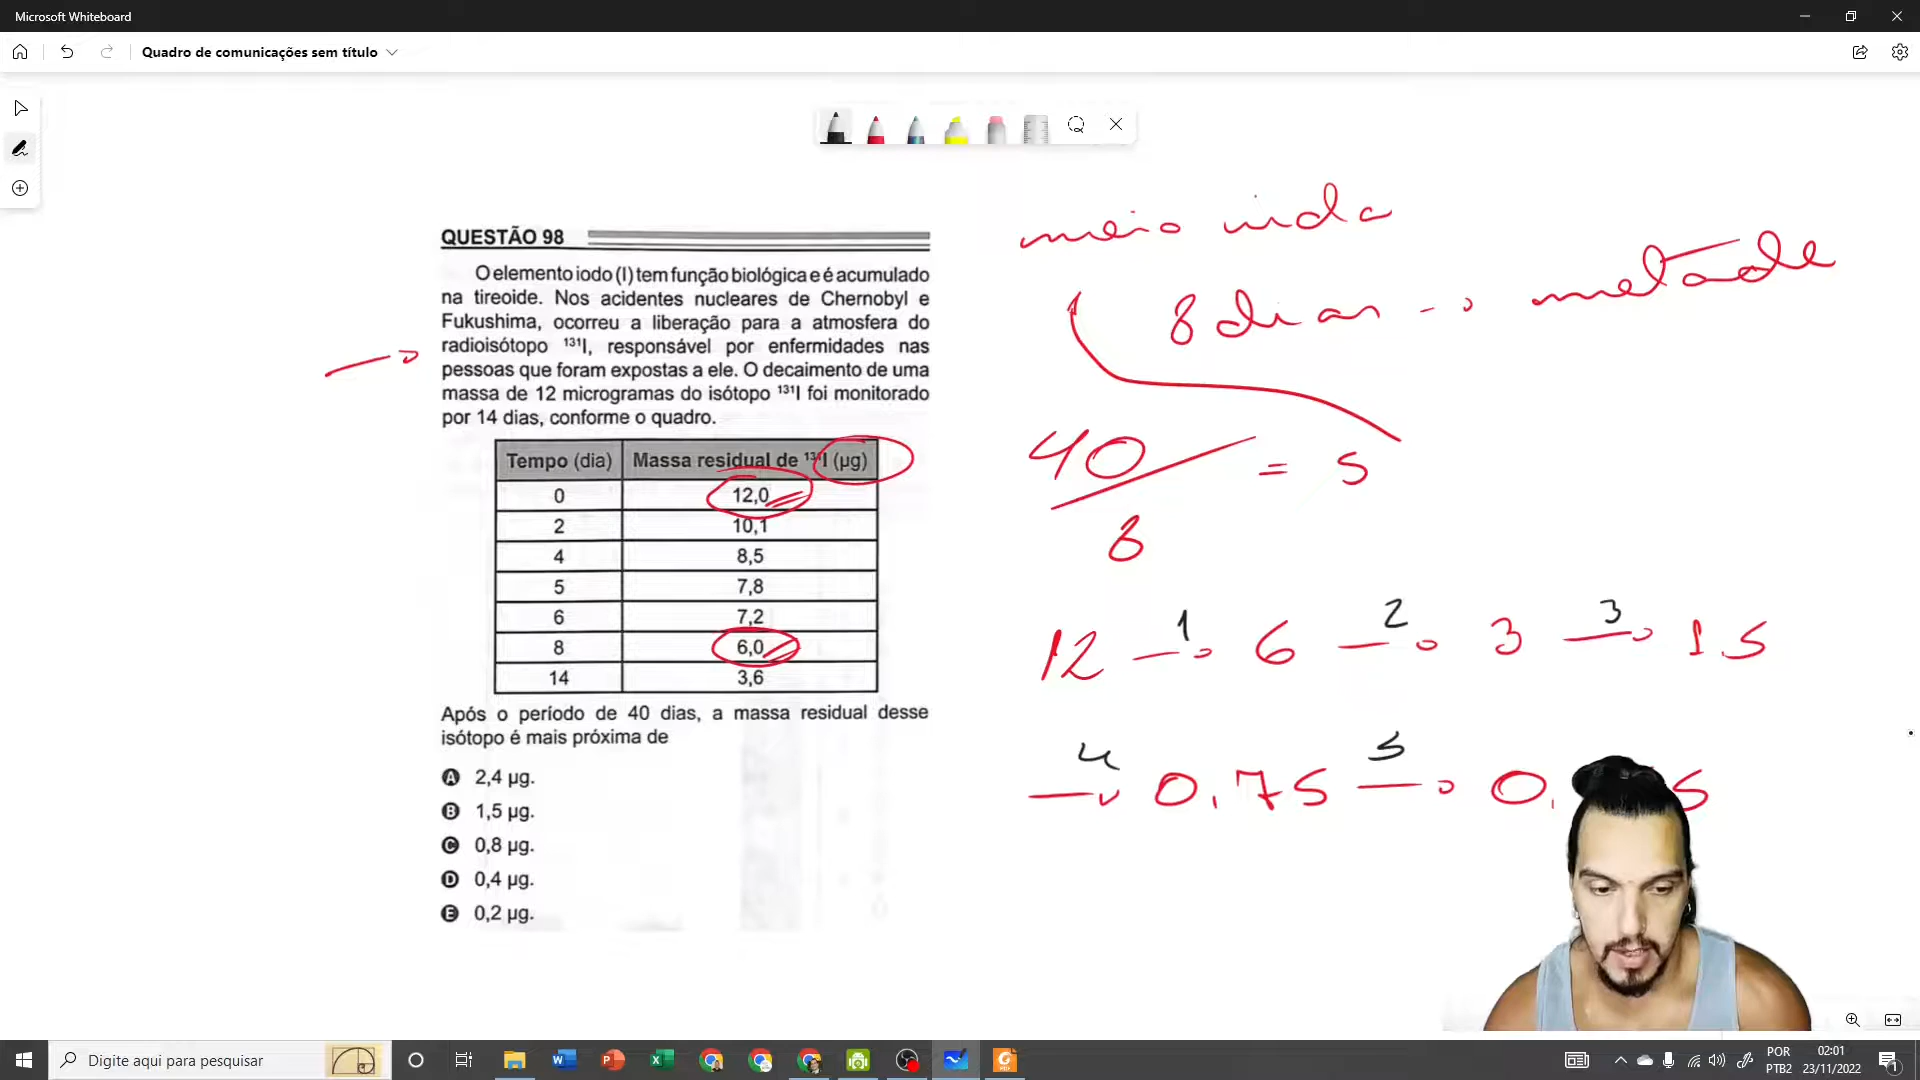 Microsoft Whiteboard
Quadro de comunicações sem título
QUESTÃO 98
O elemento iodo (I) tem função biológica e é acumulado
na tireoide. Nos acidentes nucleares de Chernobyl e
Fukushima, ocorreu a liberação para a atmosfera do
radioisótopo ¹³¹I, responsável por enfermidades nas
pessoas que foram expostas a ele. O decaimento de uma
massa de 12 microgramas do isótopo ¹³¹I foi monitorado
por 14 dias, conforme o quadro.
Tempo (dia) Massa residual de ¹³¹I (µg)
0 12,0
2 10,1
4 8,5
5 7,8
6 7,2
8 6,0
14 3,6
Após o período de 40 dias, a massa residual desse
isótopo é mais próxima de
A 2,4 µg.
B 1,5 µg.
C 0,8 µg.
D 0,4 µg.
E 0,2 µg.
meia vida
8 dias → metade
40
= 5
8
1 2 3
12 → 6 → 3 → 1.5
4 5
→ 0.75 → 0. 5
Digite aqui para pesquisar
POR
PTB2
02:01
23/11/2022
1